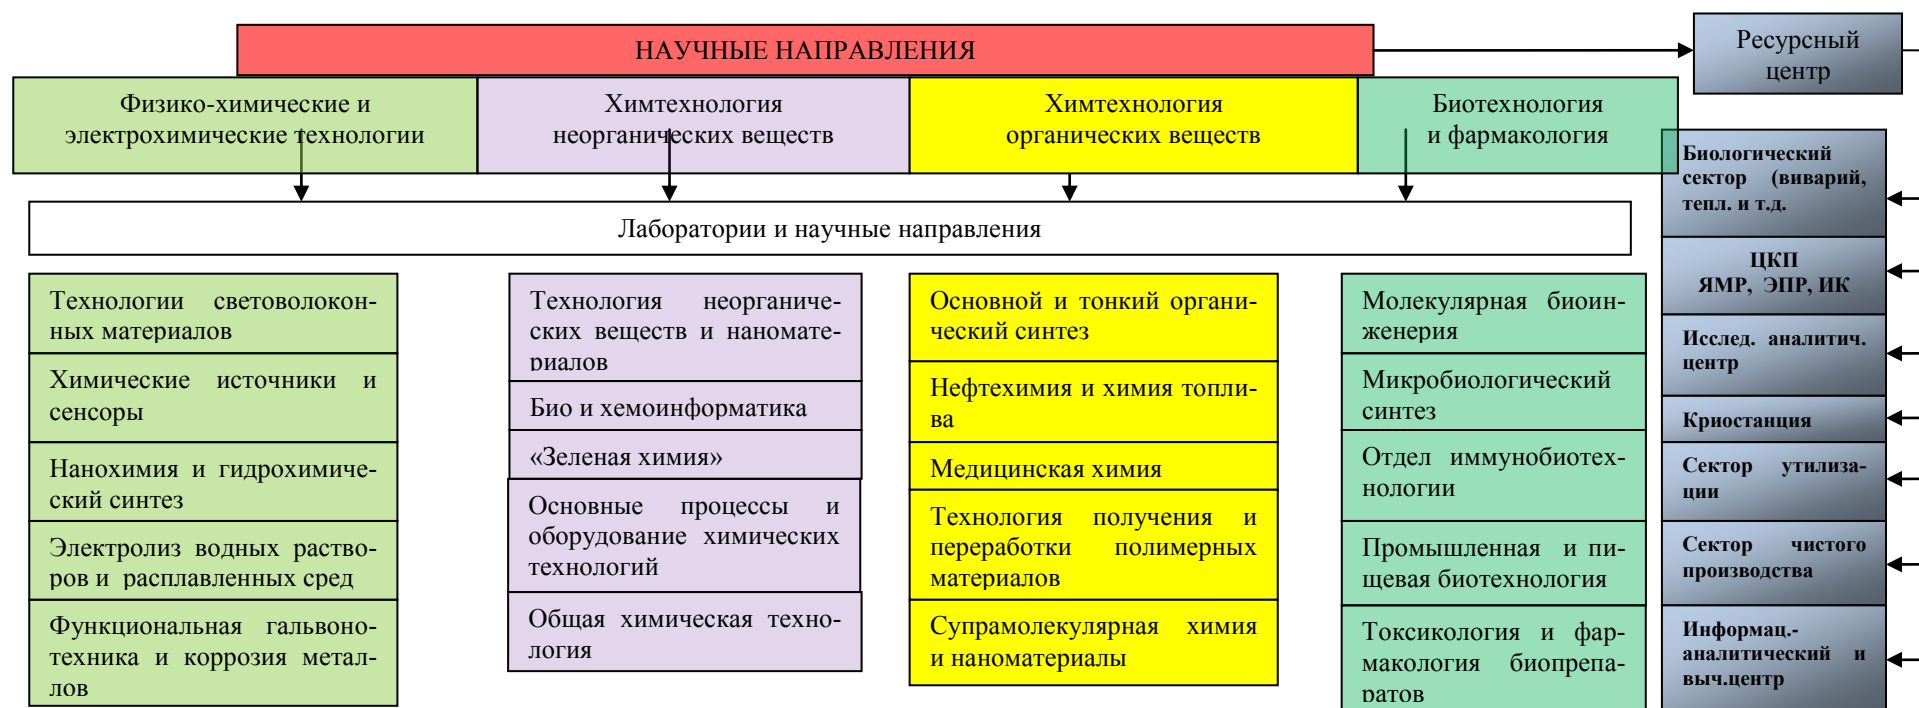 НАУЧНЫЕ НАПРАВЛЕНИЯ
Ресурсный
центр
Физико-химические и
электрохимические технологии
Химтехнология
неорганических веществ
Химтехнология
органических веществ
Биотехнология
и фармакология
Лаборатории и научные направления
Технологии световолокон-
ных материалов
Химические источники и
сенсоры
Нанохимия и гидрохимиче-
ский синтез
Электролиз водных раство-
ров и расплавленных сред
Функциональная гальвоно-
техника и коррозия метал-
лов
Технология неорганиче-
ских веществ и наномате-
риалов
Био и хемоинформатика
«Зеленая химия»
Основные процессы и
оборудование химических
технологий
Общая химическая техно-
логия
Основной и тонкий органи-
ческий синтез
Нефтехимия и химия топли-
ва
Медицинская химия
Технология получения и
переработки полимерных
материалов
Супрамолекулярная химия
и наноматериалы
Молекулярная биоин-
женерия
Микробиологический
синтез
Отдел иммунобиотех-
нологии
Промышленная и пи-
щевая биотехнология
Токсикология и фар-
макология биопрепа-
ратов
Биологический
сектор (виварий,
тепл. и т.д.
ЦКП
ЯМР, ЭПР, ИК
Исслед. аналитич.
центр
Криостанция
Сектор утилиза-
ции
Сектор чистого
производства
Информац.-
аналитический и
выч.центр